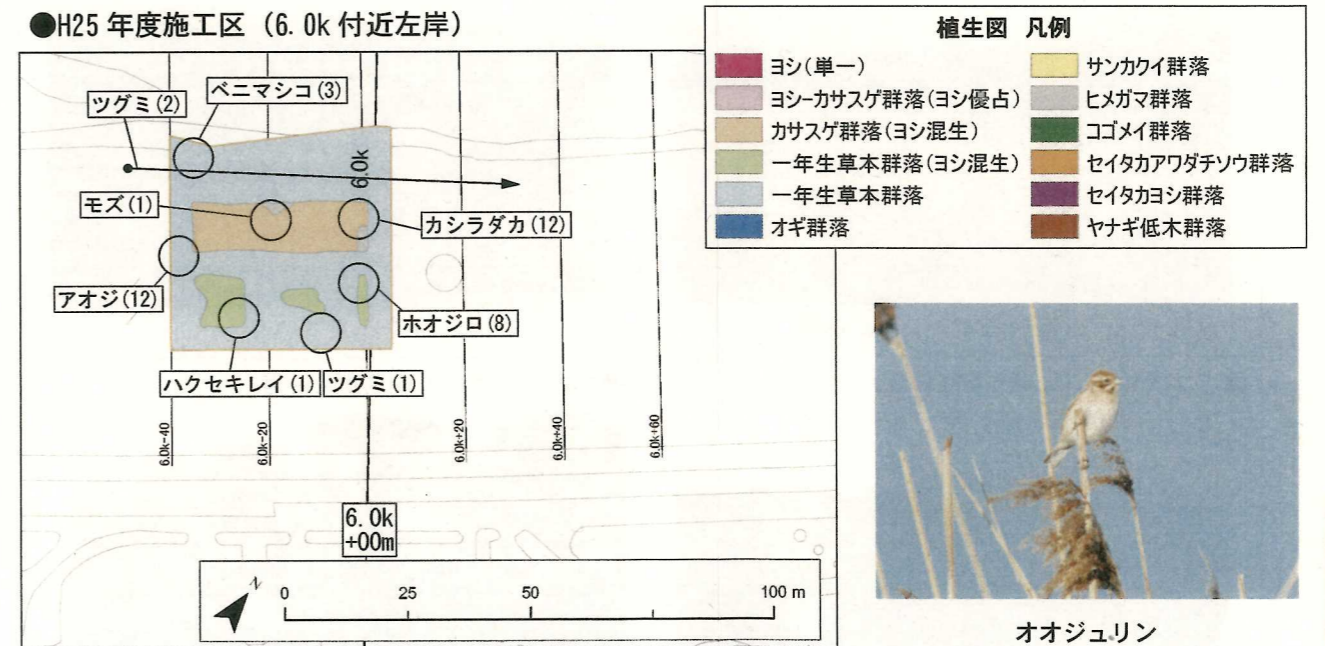 ●H25 年度施工区 (6.0k 付近左岸)
植生図 凡例
ヨシ(単一)
ヨシ-カサスゲ群落(ヨシ優占)
カサスゲ群落(ヨシ混生)
一年生草本群落(ヨシ混生)
一年生草本群落
オギ群落
サンカクイ群落
ヒメガマ群落
コゴメイ群落
セイタカアワダチソウ群落
セイタカヨシ群落
ヤナギ低木群落
ツグミ(2)
ベニマシコ(3)
6.0k
モズ(1)
カシラダカ(12)
アオジ(12)
ホオジロ(8)
ハクセキレイ(1)
ツグミ(1)
6.0k-40
6.0k-20
6.0k+20
6.0k+40
6.0k+60
6.0k
+00m
N
0 25 50 100 m
オオジュリン